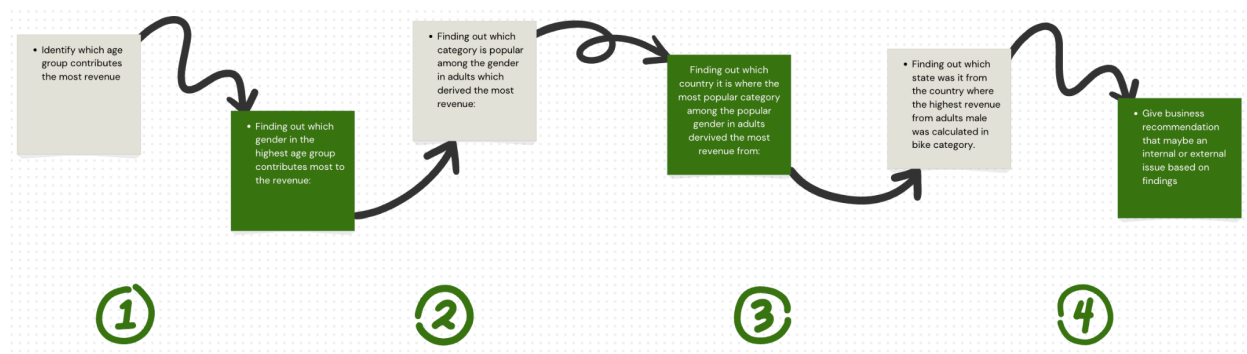 • Identify which age
group contributes
the most revenue
• Finding out which
gender in the
highest age group
contributes most to
the revenue:
• Finding out which
category is popular
among the gender
in adults which
derived the most
revenue:
Finding out which
country it is where the
most popular category
among the popular
gender in adults
dervived the most
revenue from:
• Finding out which
state was it from
the country where
the highest revenue
from adults male
was calculated in
bike category.
• Give business
recommendation
that maybe an
internal or external
issue based on
findings
1
2
3
4